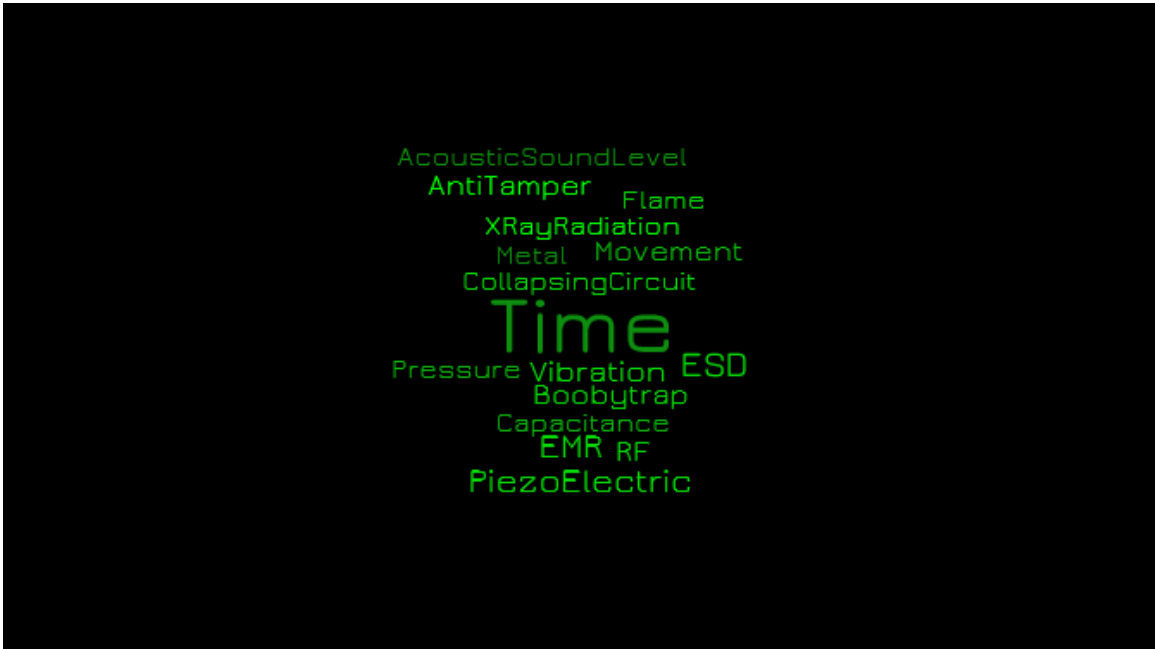 AcousticSoundLevel
AntiTamper
Flame
XRayRadiation
Metal
Movement
CollapsingCircuit
Time
Pressure
Vibration
ESD
Boobytrap
Capacitance
EMR
RF
PiezoElectric